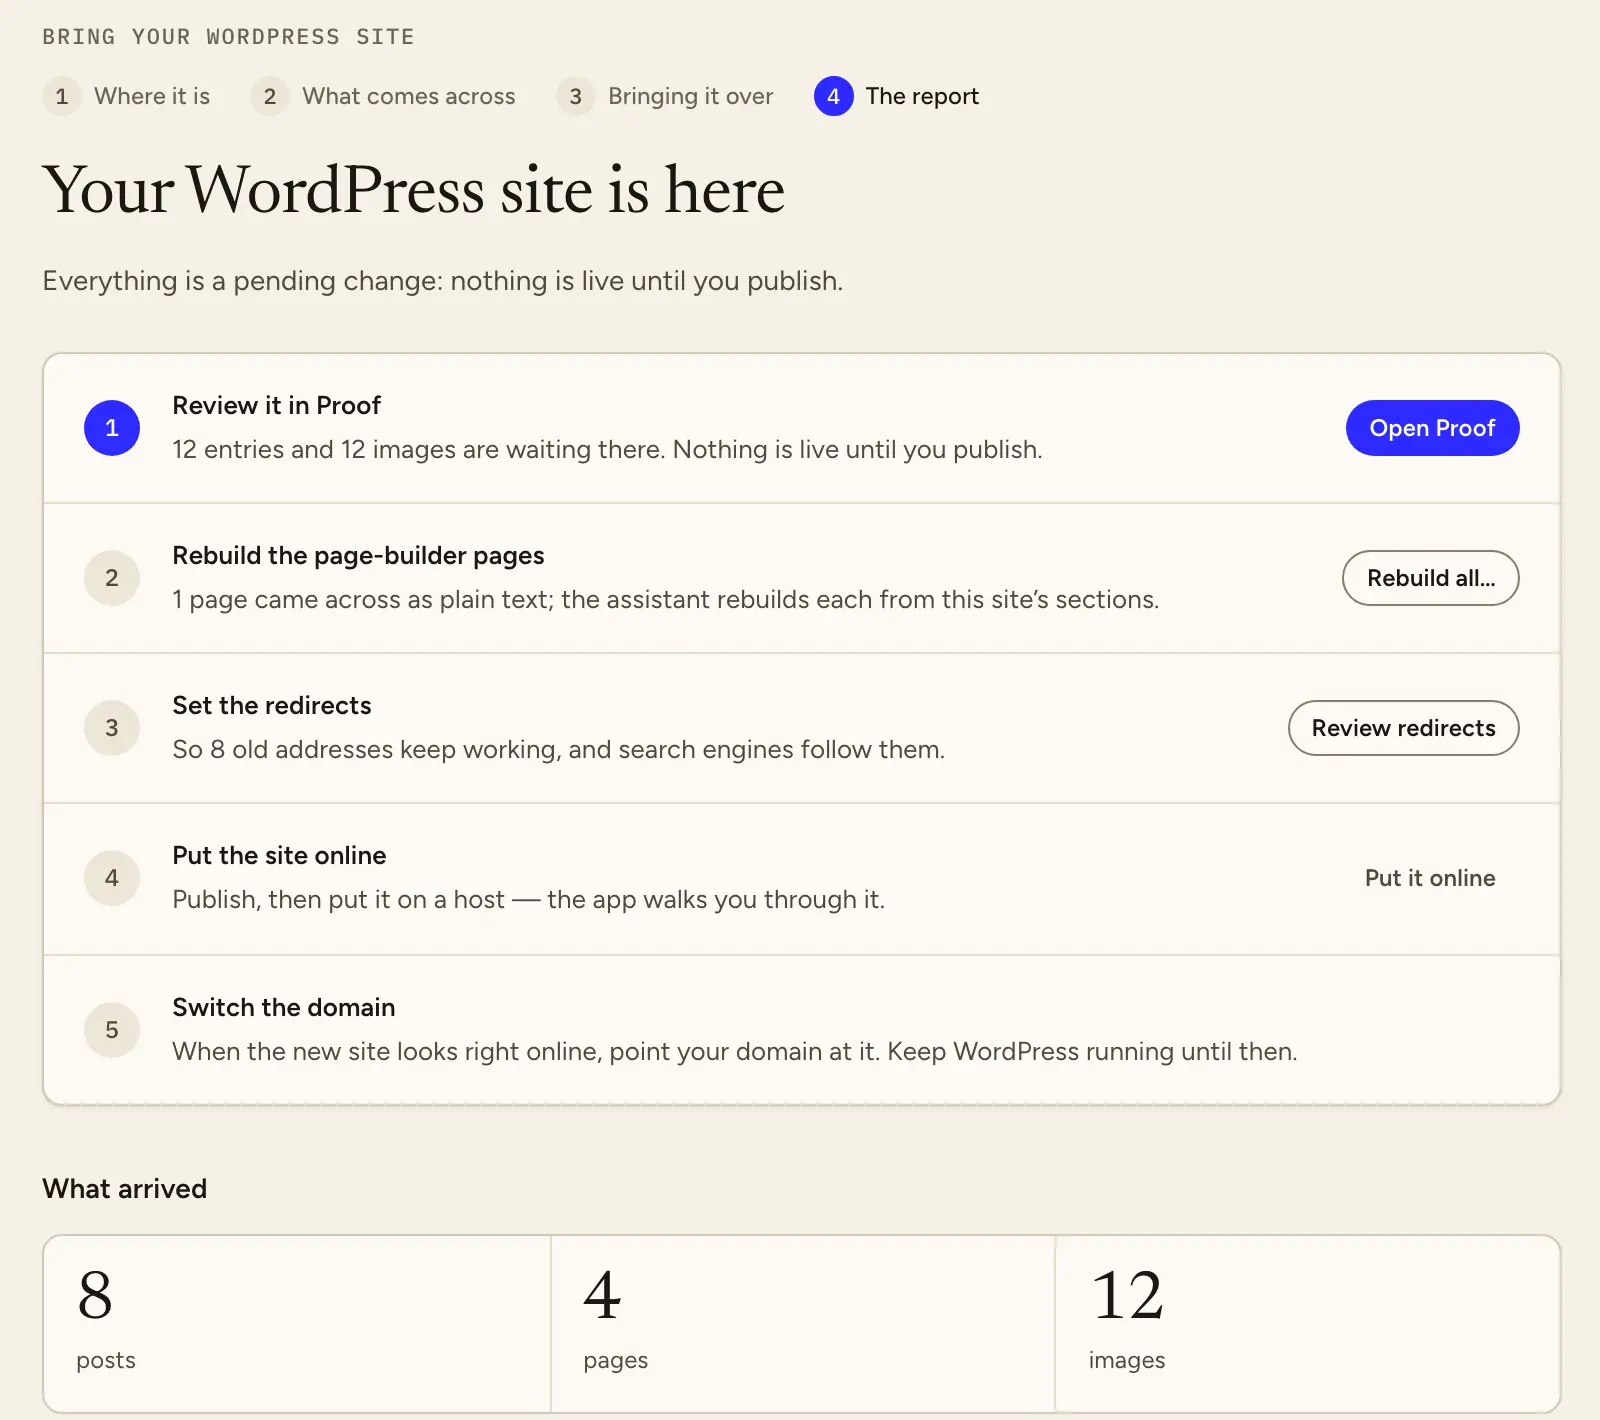 BRING YOUR WORDPRESS SITE
1 Where it is 2 What comes across 3 Bringing it over 4 The report
Your WordPress site is here
Everything is a pending change: nothing is live until you publish.
1 Review it in Proof
12 entries and 12 images are waiting there. Nothing is live until you publish.
Open Proof
2 Rebuild the page-builder pages
1 page came across as plain text; the assistant rebuilds each from this site’s sections.
Rebuild all...
3 Set the redirects
So 8 old addresses keep working, and search engines follow them.
Review redirects
4 Put the site online
Publish, then put it on a host — the app walks you through it.
Put it online
5 Switch the domain
When the new site looks right online, point your domain at it. Keep WordPress running until then.
What arrived
8
posts
4
pages
12
images